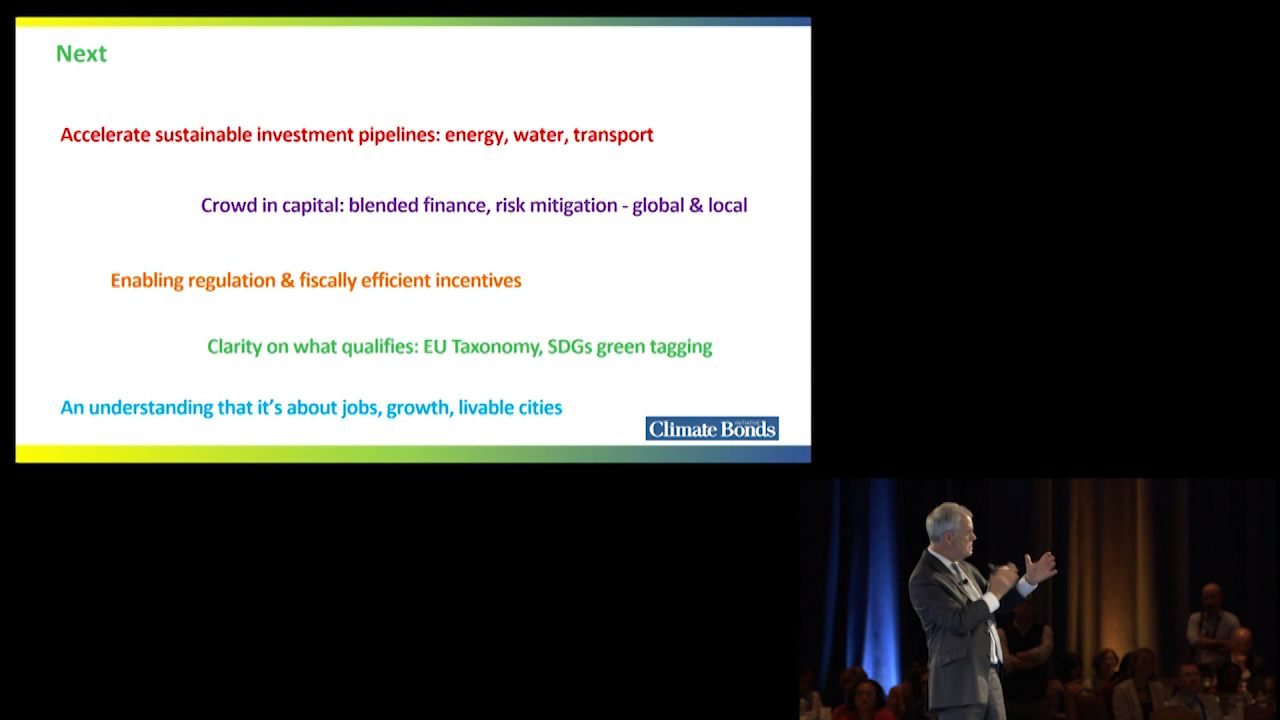 Next
Accelerate sustainable investment pipelines: energy, water, transport
Crowd in capital: blended finance, risk mitigation - global & local
Enabling regulation & fiscally efficient incentives
Clarity on what qualifies: EU Taxonomy, SDGs green tagging
An understanding that it’s about jobs, growth, livable cities
Climate Bonds